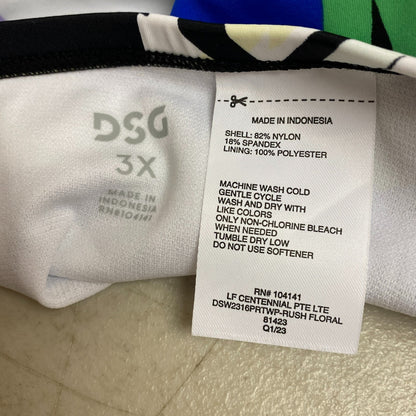 DSG
3X
MADE IN
INDONESIA
RN#104141
MADE IN INDONESIA
SHELL: 82% NYLON
18% SPANDEX
LINING: 100% POLYESTER
MACHINE WASH COLD
GENTLE CYCLE
WASH AND DRY WITH
LIKE COLORS
ONLY NON-CHLORINE BLEACH
WHEN NEEDED
TUMBLE DRY LOW
DO NOT USE SOFTENER
RN# 104141
LF CENTENNIAL PTE LTE
DSW2316PRTWP-RUSH FLORAL
81423
Q1/23